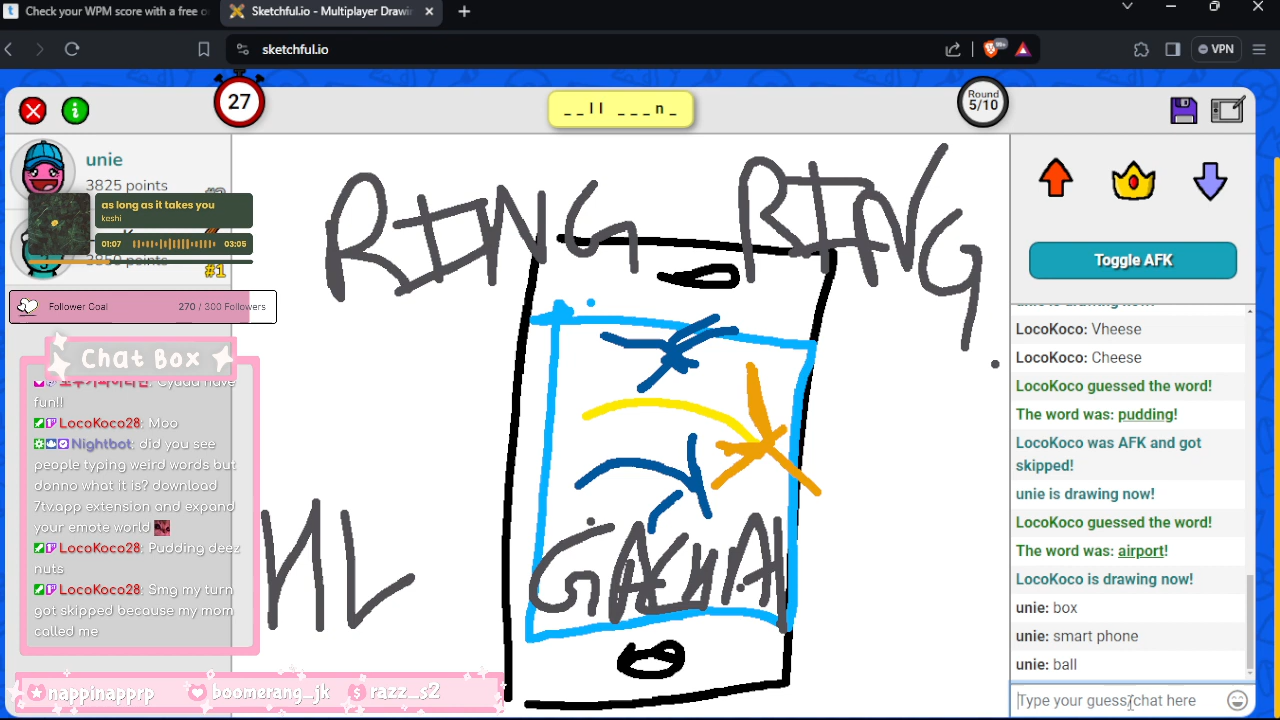 Check your WPM score with a free o
Sketchful.io - Multiplayer Drawi
sketchful.io
VPN
27
_ _ l l _ _ _ n _
Round
5/10
unie
3825 points
as long as it takes you
keshi
01:07
03:05
#1
Follower Goal
270 / 300 Followers
Chat Box
Cyaaa have
fun!!
LocoKoco28: Moo
Nightbot: did you see
people typing weird words but
donno what it is? download
7tv.app extension and expand
your emote world
LocoKoco28: Pudding deez
nuts
LocoKoco28: Smg my turn
got skipped because my mom
called me
nappinapprp
boomerang_jk
razz_s2
RING RING
GACHA
Toggle AFK
LocoKoco: Vheese
LocoKoco: Cheese
LocoKoco guessed the word!
The word was: pudding!
LocoKoco was AFK and got
skipped!
unie is drawing now!
LocoKoco guessed the word!
The word was: airport!
LocoKoco is drawing now!
unie: box
unie: smart phone
unie: ball
Type your guess/chat here